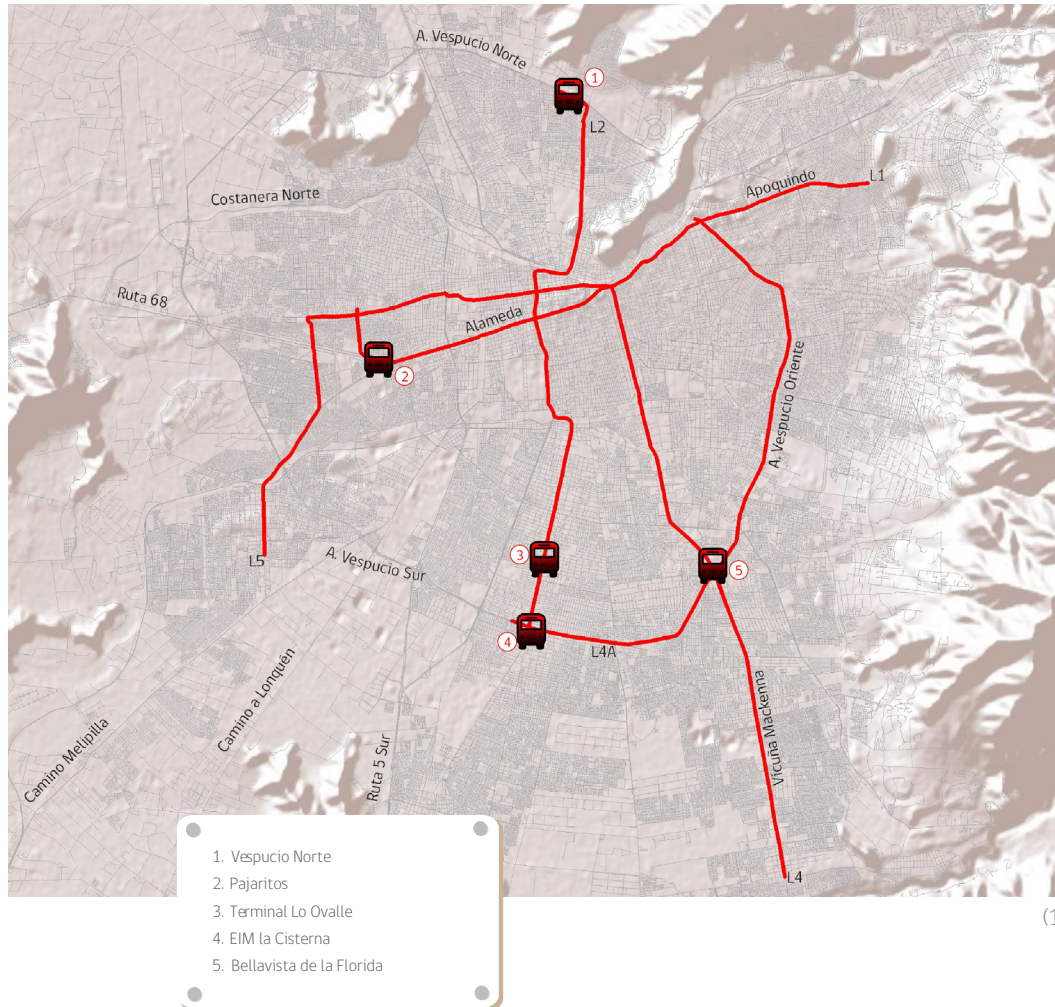 A. Vespucio Norte
1
L2
Apoquindo
L1
Costanera Norte
Ruta 68
Alameda
2
A. Vespucio Oriente
3
5
L5
A. Vespucio Sur
4
L4A
Camino a Lonquén
Vicuña Mackenna
Camino Melipilla
Ruta 5 Sur
L4
1. Vespucio Norte
2. Pajaritos
3. Terminal Lo Ovalle
4. EIM la Cisterna
5. Bellavista de la Florida
(1